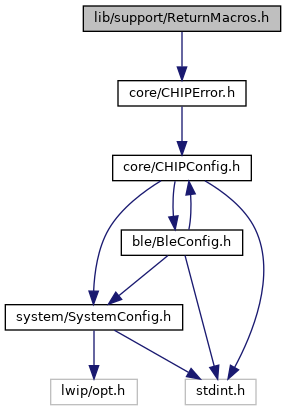 lib/support/ReturnMacros.h
core/CHIPError.h
core/CHIPConfig.h
ble/BleConfig.h
system/SystemConfig.h
lwip/opt.h
stdint.h